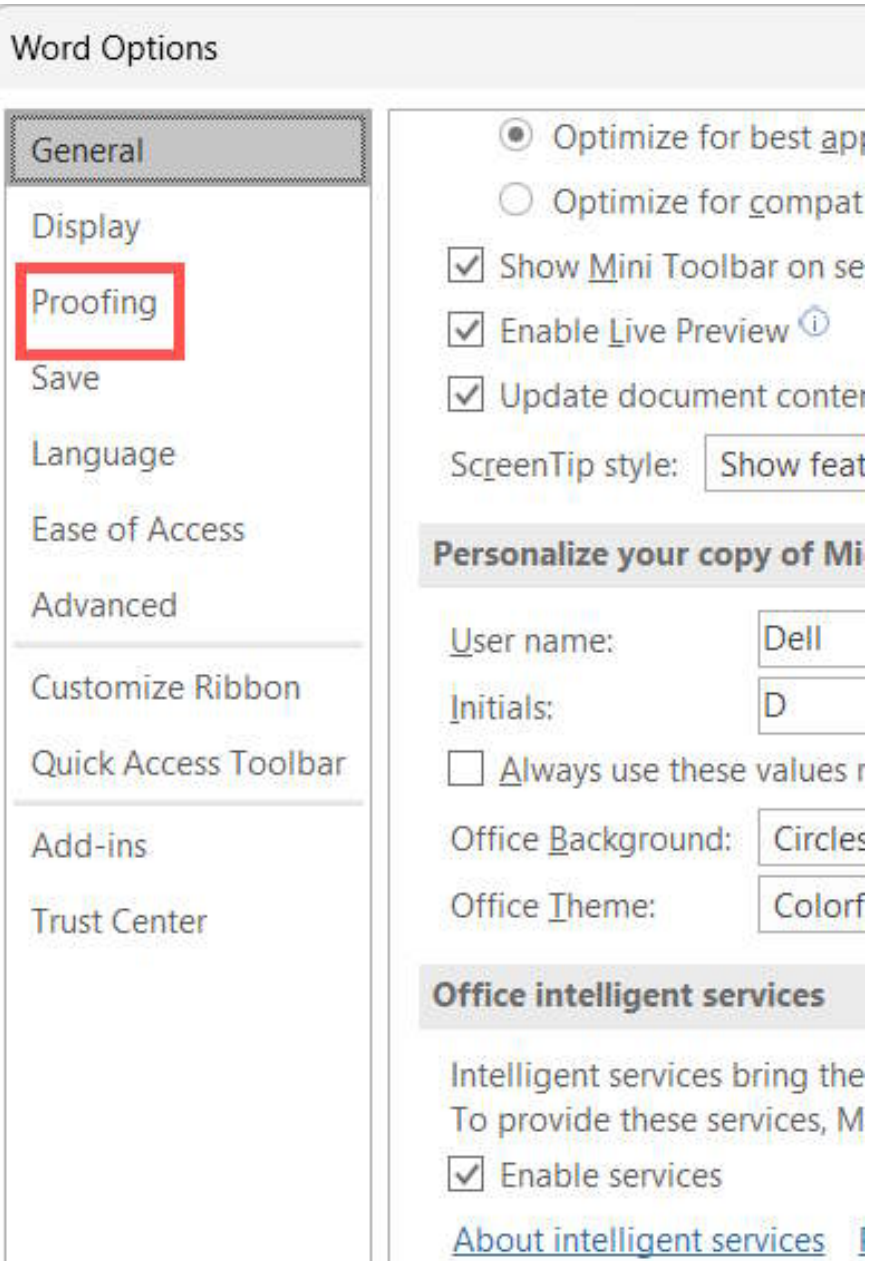 Word Options
General
Display
Proofing
Save
Language
Ease of Access
Advanced
Customize Ribbon
Quick Access Toolbar
Add-ins
Trust Center
Optimize for best
Optimize for
Show Mini Toolbar on
Enable Live Preview
Update document
ScreenTip style: Show
Personalize your copy of
User name: Dell
Initials: D
Always use these values
Office Background: Circles
Office Theme:
Office intelligent services
Intelligent services bring the
To provide these services,
Enable services
About intelligent services